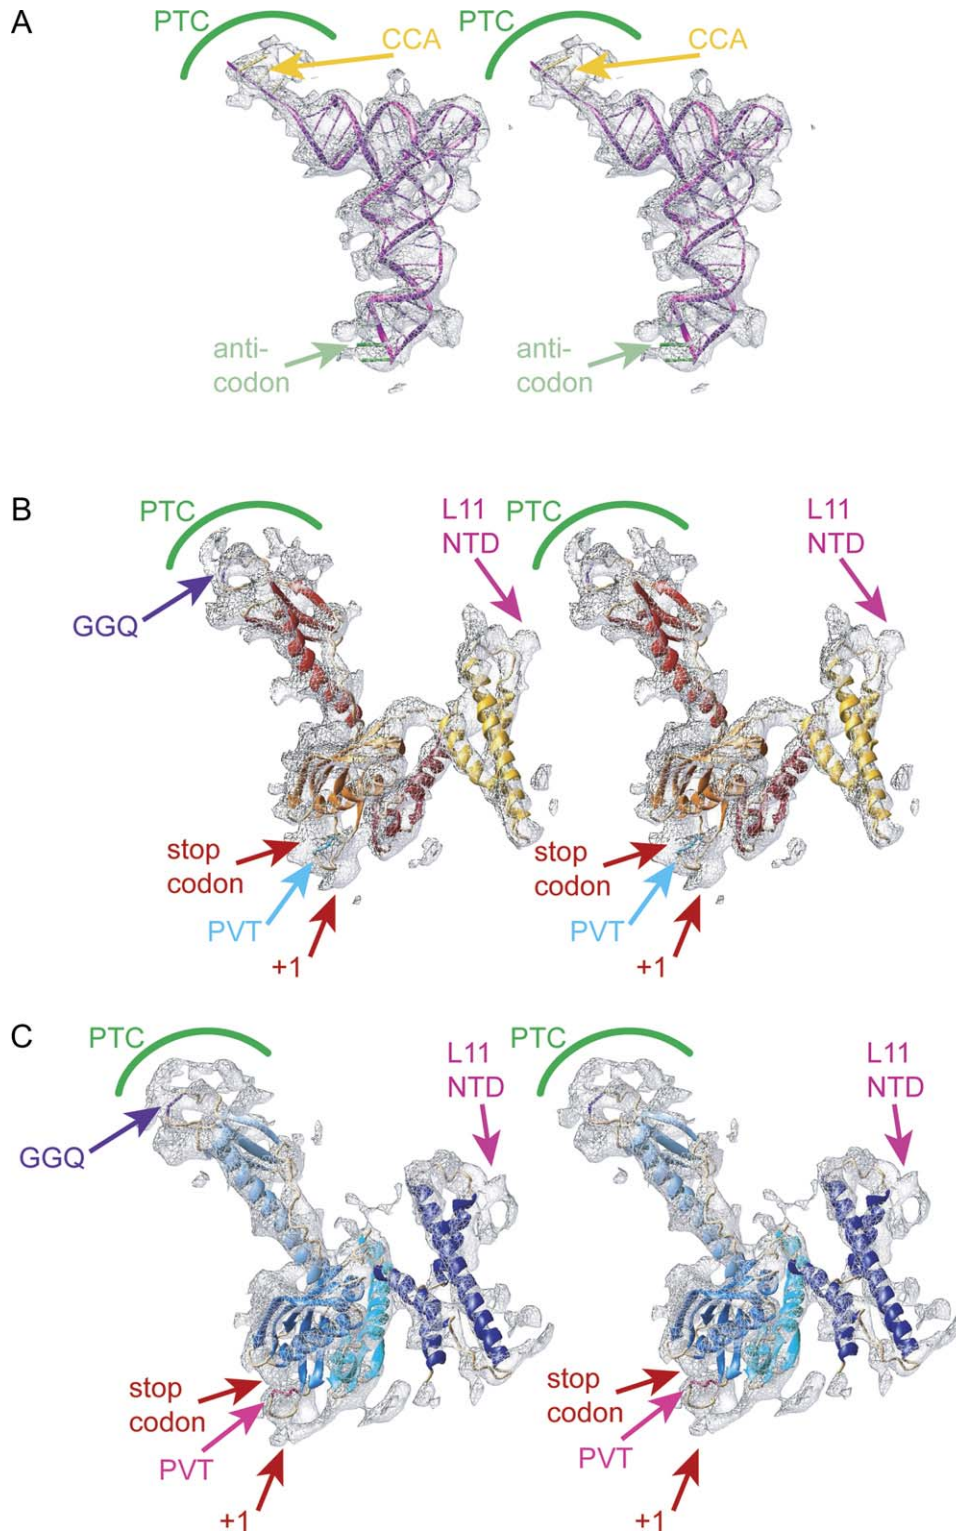 A
PTC
CCA
PTC
CCA
anti-
codon
anti-
codon
B
PTC
L11
NTD
PTC
L11
NTD
GGQ
stop
codon
PVT
+1
stop
codon
PVT
+1
C
PTC
L11
NTD
PTC
L11
NTD
GGQ
stop
codon
PVT
+1
stop
codon
PVT
+1